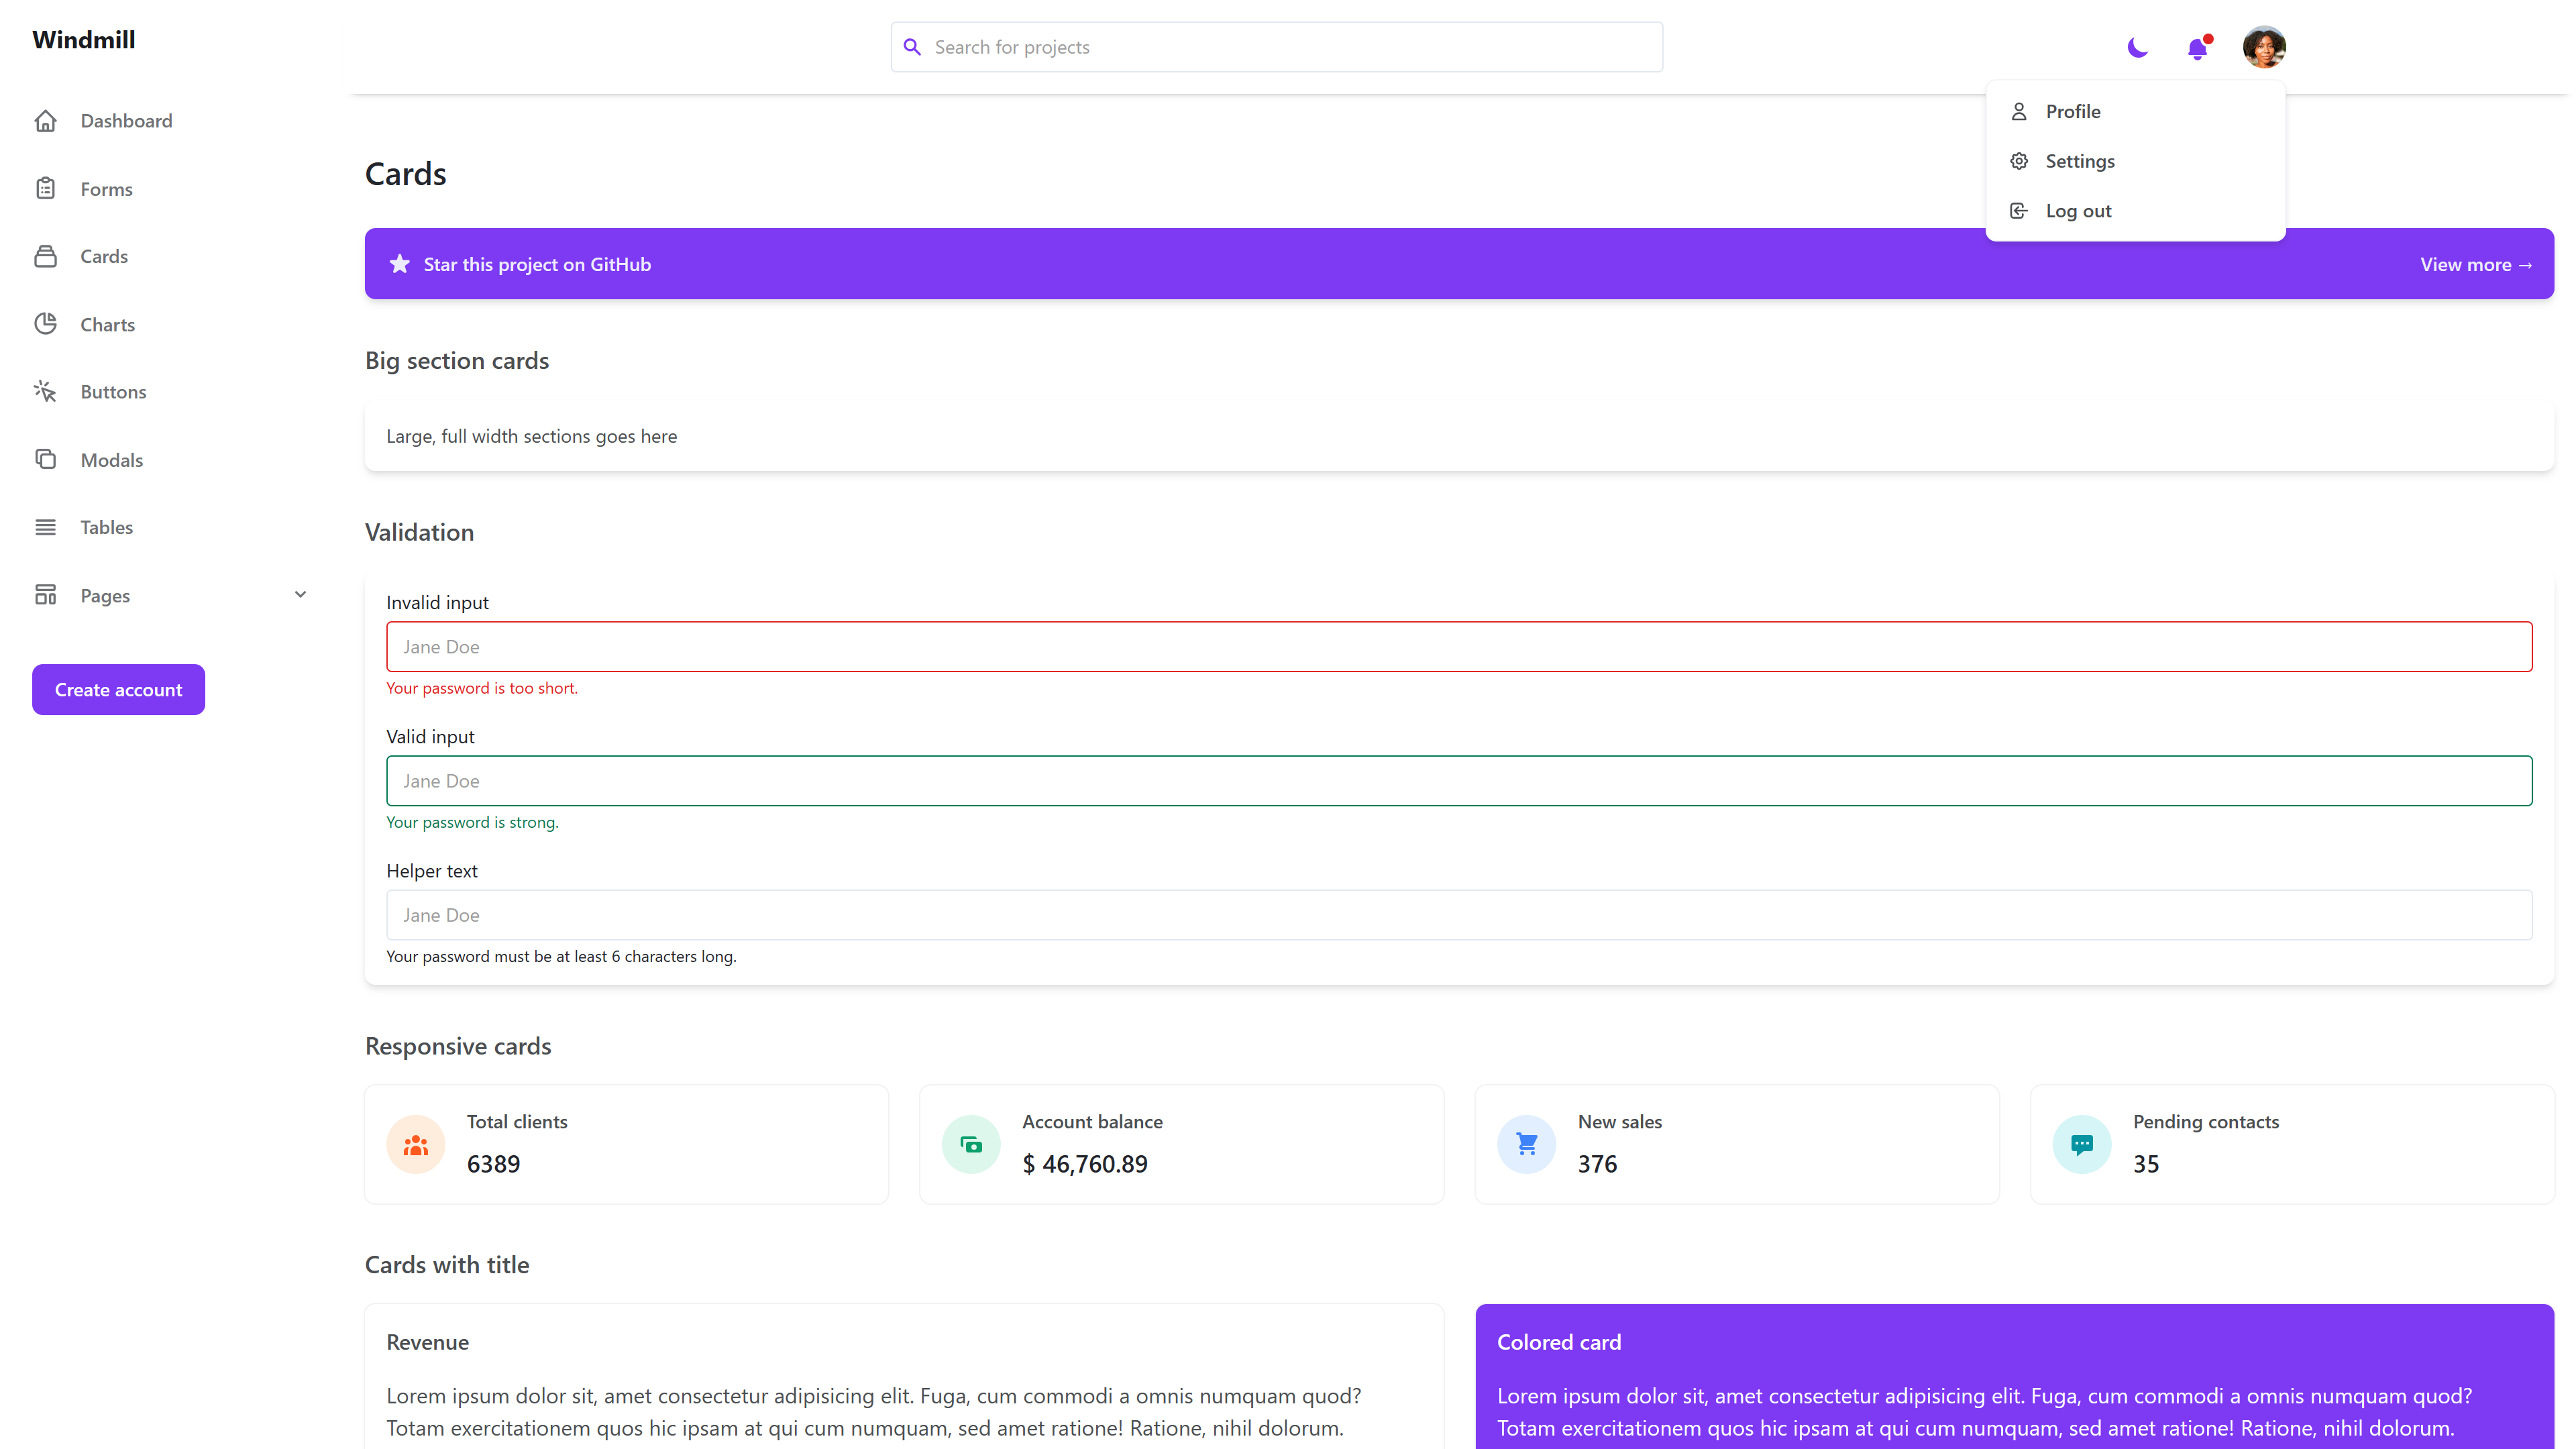 Windmill
Search for projects
Dashboard
Forms
Cards
Charts
Buttons
Modals
Tables
Pages
Create account
Profile
Settings
Log out
Cards
Star this project on GitHub
View more →
Big section cards
Large, full width sections goes here
Validation
Invalid input
Jane Doe
Your password is too short.
Valid input
Jane Doe
Your password is strong.
Helper text
Jane Doe
Your password must be at least 6 characters long.
Responsive cards
Total clients
6389
Account balance
$ 46,760.89
New sales
376
Pending contacts
35
Cards with title
Revenue
Lorem ipsum dolor sit, amet consectetur adipisicing elit. Fuga, cum commodi a omnis numquam quod?
Totam exercitationem quos hic ipsam at qui cum numquam, sed amet ratione! Ratione, nihil dolorum.
Colored card
Lorem ipsum dolor sit, amet consectetur adipisicing elit. Fuga, cum commodi a omnis numquam quod?
Totam exercitationem quos hic ipsam at qui cum numquam, sed amet ratione! Ratione, nihil dolorum.